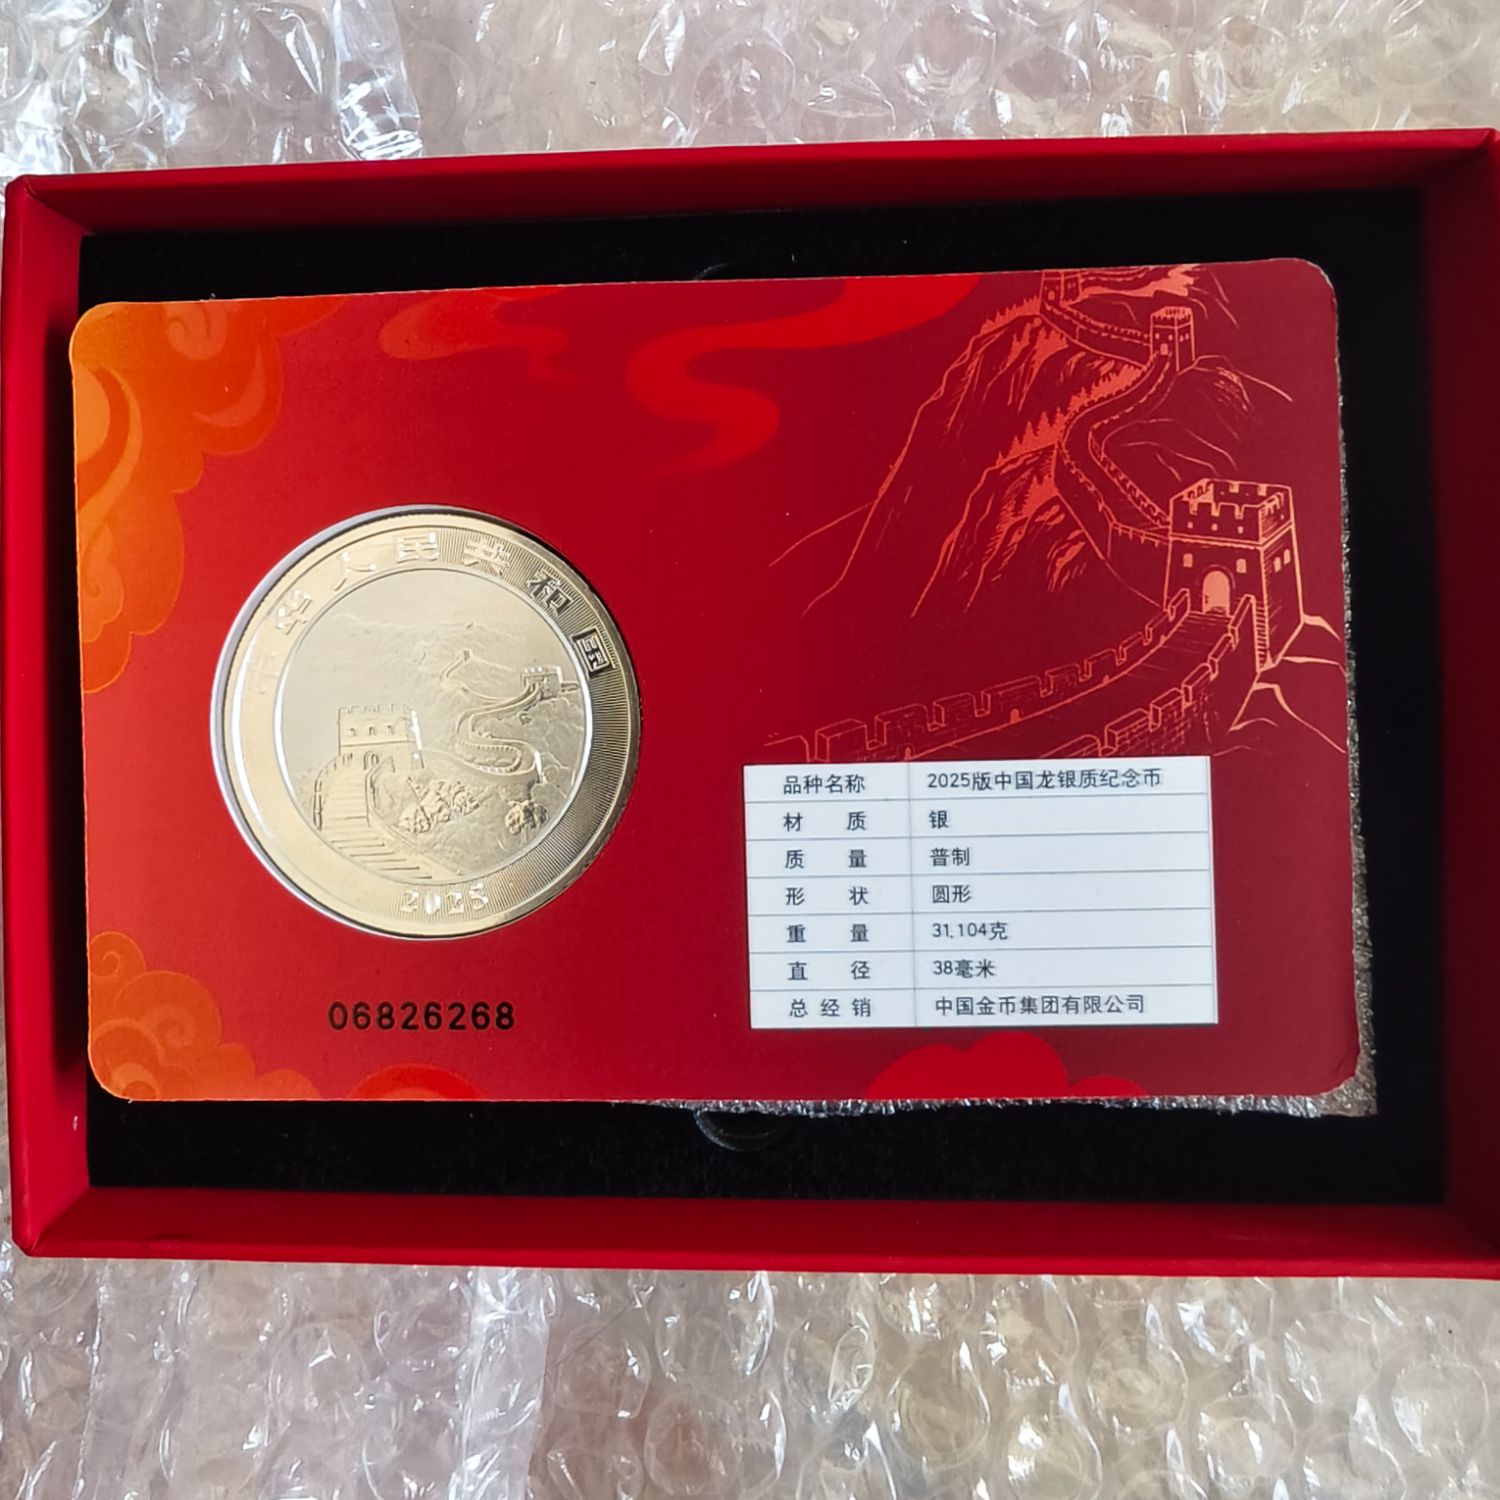 中华人民共和国
2025
06826268
品种名称 2025版中国龙银质纪念币
材 质 银
质 量 普制
形 状 圆形
重 量 31.104克
直 径 38毫米
总 经 销 中国金币集团有限公司